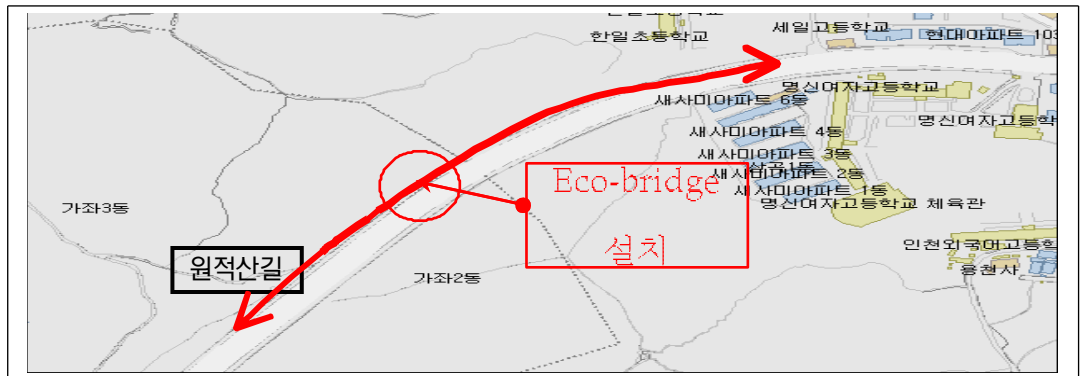 한일초등학교
세일고등학교
현대아파트 103
명신여자고등학교
새사미아파트 6동
명신여자고등학
새사미아파트 4동
새사미아파트 3동
산곡1동
새사미아파트 2동
새사미아파트 1동
명신여자고등학교 체육관
Eco-bridge
설치
가좌3동
인천외국어고등학
원적산길
가좌2동
용천사